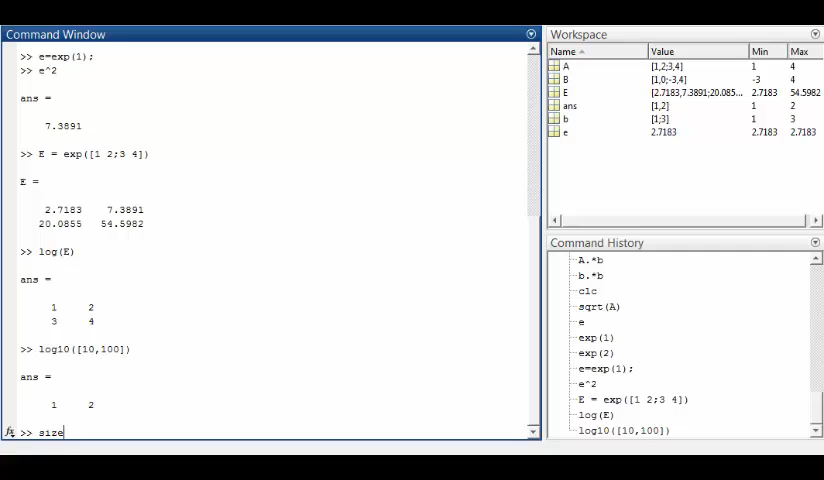 Command Window
>> e=exp(1);
>> e^2
ans =
7.3891
>> E = exp([1 2;3 4])
E =
2.7183 7.3891
20.0855 54.5982
>> log(E)
ans =
1 2
3 4
>> log10([10,100])
ans =
1 2
fx >> size
Workspace
Name Value Min Max
A [1,2;3,4] 1 4
B [1,0;-3,4] -3 4
E [2.7183,7.3891;20.085... 2.7183 54.5982
ans [1,2] 1 2
b [1;3] 1 3
e 2.7183 2.7183 2.7183
Command History
A.*b
b.*b
clc
sqrt(A)
e
exp(1)
exp(2)
e=exp(1);
e^2
E = exp([1 2;3 4])
log(E)
log10([10,100])